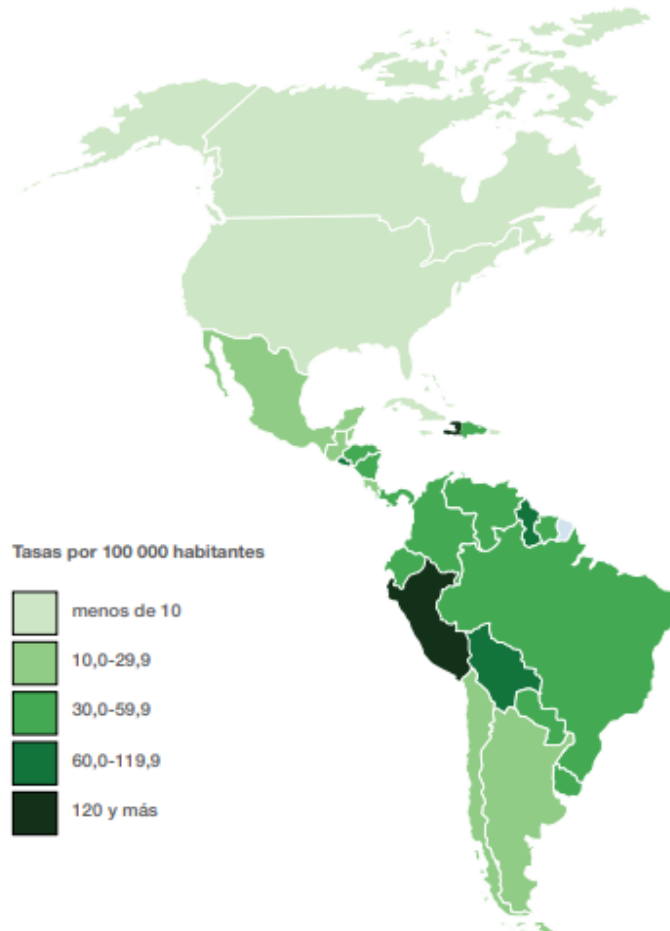 Tasas por 100 000 habitantes
menos de 10
10,0-29,9
30,0-59,9
60,0-119,9
120 y más